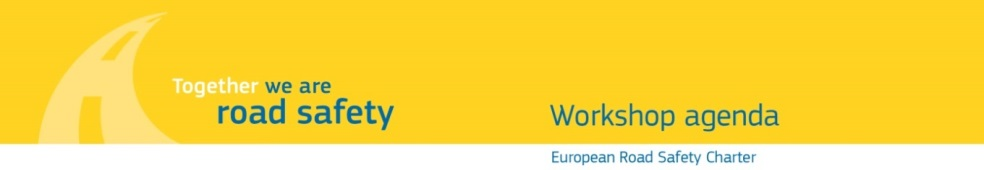 Together we are
road safety
Workshop agenda
European Road Safety Charter